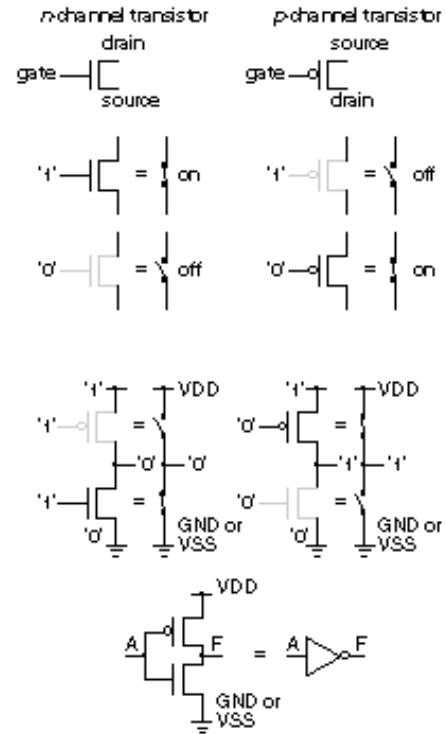 n-channel transistor p-channel transistor
drain source
gate gate
source drain
'1' = on '1' = off
'0' = off '0' = on
'1' VDD '1' VDD
'1' = '0' =
'0' '0' '1' '1'
'1' = '0' =
'0' GND or VSS '0' GND or VSS
VDD
A F = A F
GND or
VSS